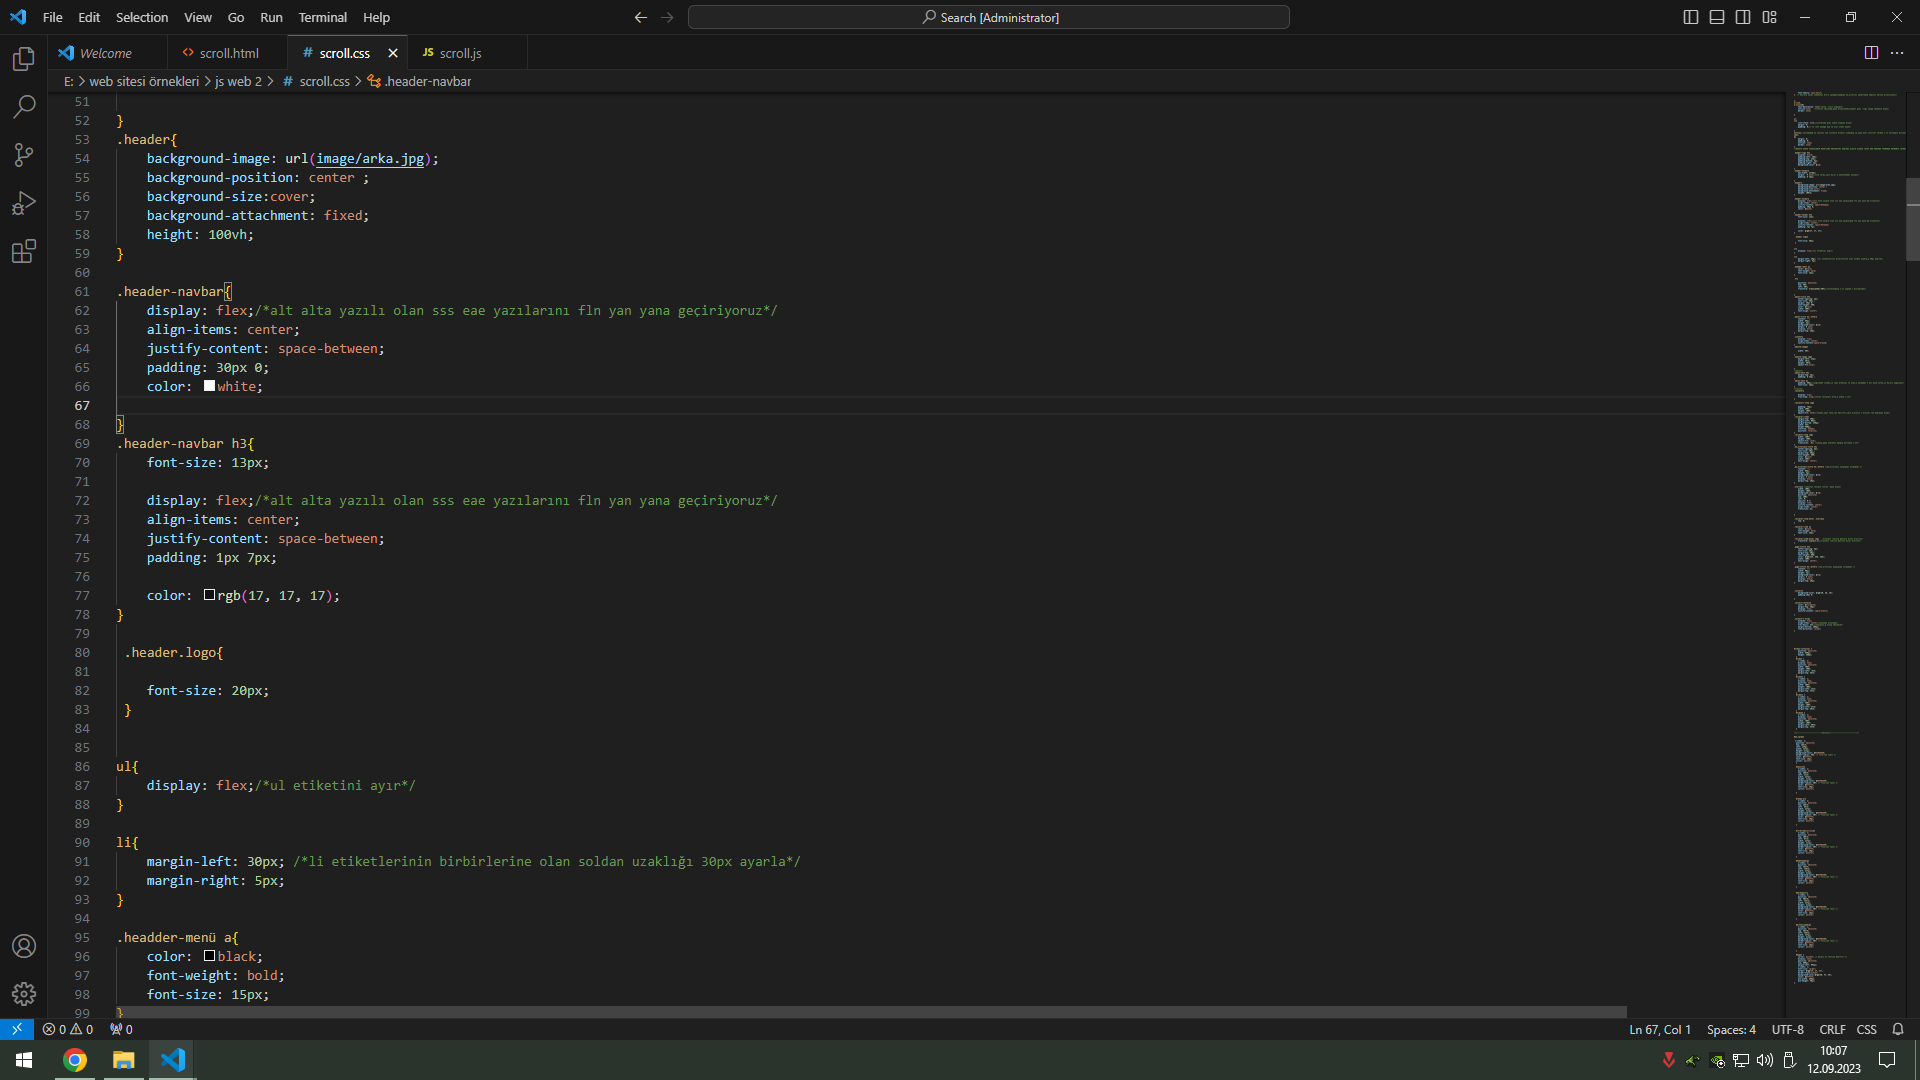 File Edit Selection View Go Run Terminal Help
Search [Administrator]
Welcome
scroll.html
scroll.css
JS scroll.js
E: > web sitesi örnekleri > js web 2 > # scroll.css > .header-navbar
51
52 }
53 .header{
54 background-image: url(image/arka.jpg);
55 background-position: center ;
56 background-size:cover;
57 background-attachment: fixed;
58 height: 100vh;
59 }
60
61 .header-navbar{
62 display: flex;/*alt alta yazılı olan sss eae yazılarını fln yan yana geçiriyoruz*/
63 align-items: center;
64 justify-content: space-between;
65 padding: 30px 0;
66 color: white;
67
68 }
69 .header-navbar h3{
70 font-size: 13px;
71
72 display: flex;/*alt alta yazılı olan sss eae yazılarını fln yan yana geçiriyoruz*/
73 align-items: center;
74 justify-content: space-between;
75 padding: 1px 7px;
76
77 color: rgb(17, 17, 17);
78 }
79
80 .header.logo{
81
82 font-size: 20px;
83 }
84
85
86 ul{
87 display: flex;/*ul etiketini ayır*/
88 }
89
90 li{
91 margin-left: 30px; /*li etiketlerinin birbirlerine olan soldan uzaklığı 30px ayarla*/
92 margin-right: 5px;
93 }
94
95 .headder-menü a{
96 color: black;
97 font-weight: bold;
98 font-size: 15px;
99 }
0 0 0
Ln 67, Col 1 Spaces: 4 UTF-8 CRLF CSS
10:07
12.09.2023